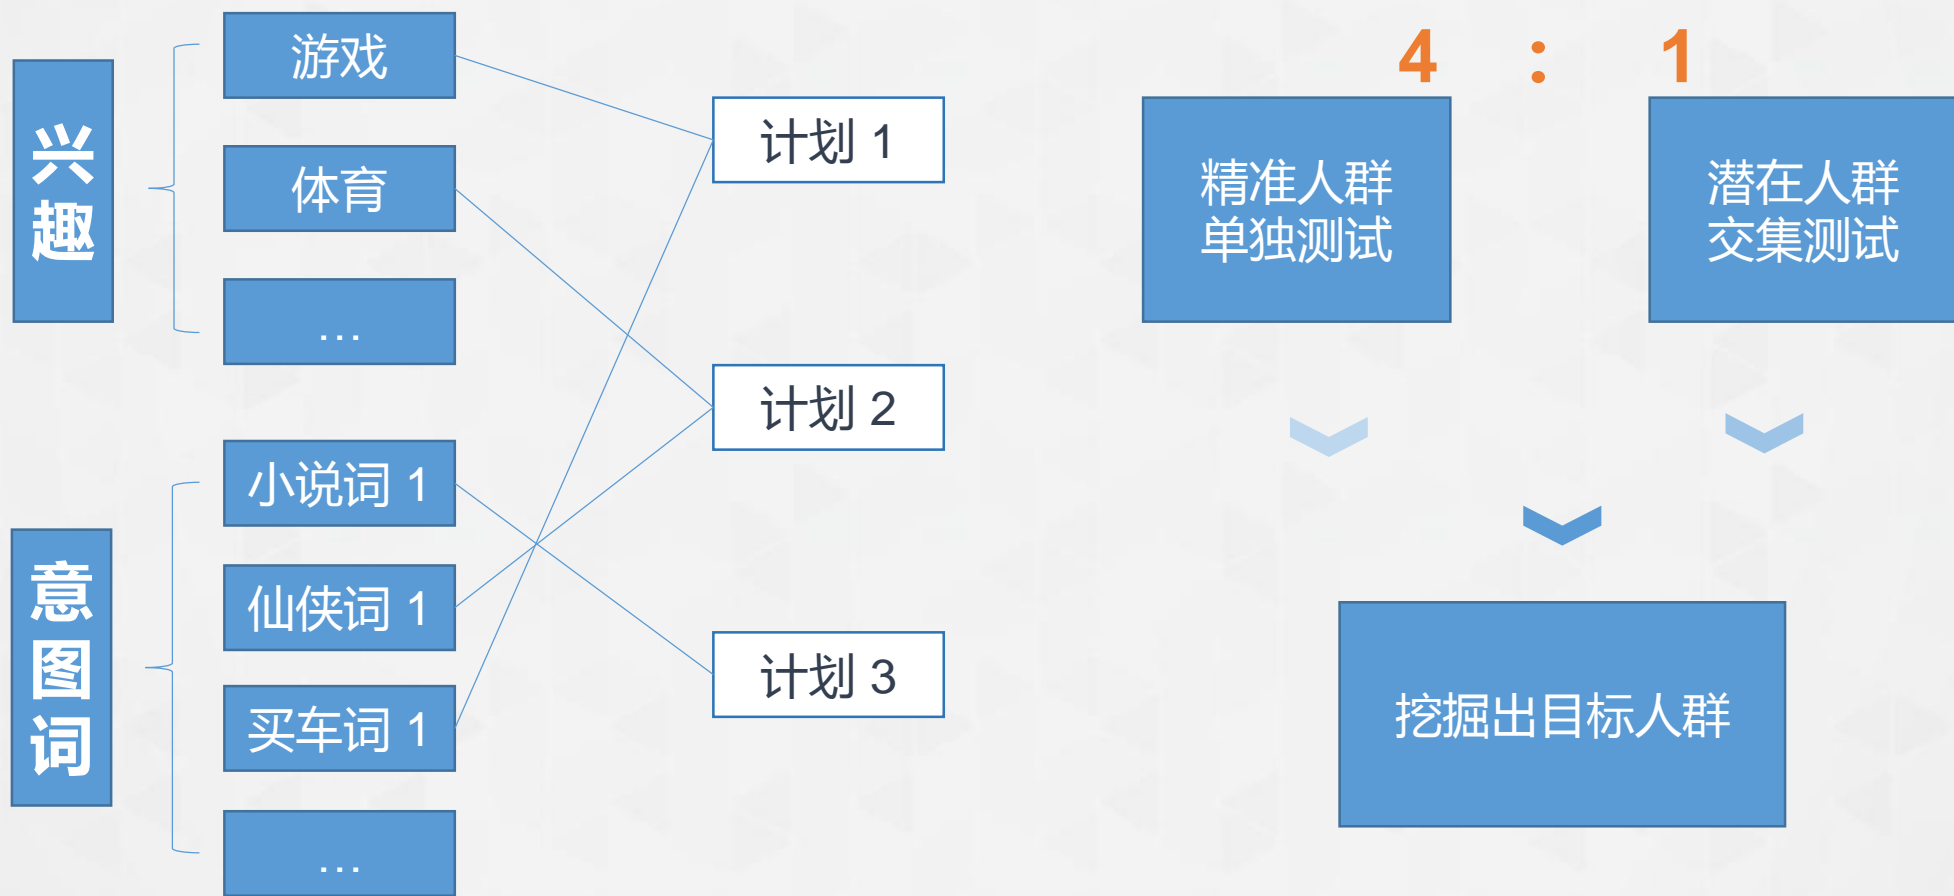 兴趣
游戏
体育
...
意图词
小说词 1
仙侠词 1
买车词 1
...
计划 1
计划 2
计划 3
4 : 1
精准人群
单独测试
潜在人群
交集测试
挖掘出目标人群